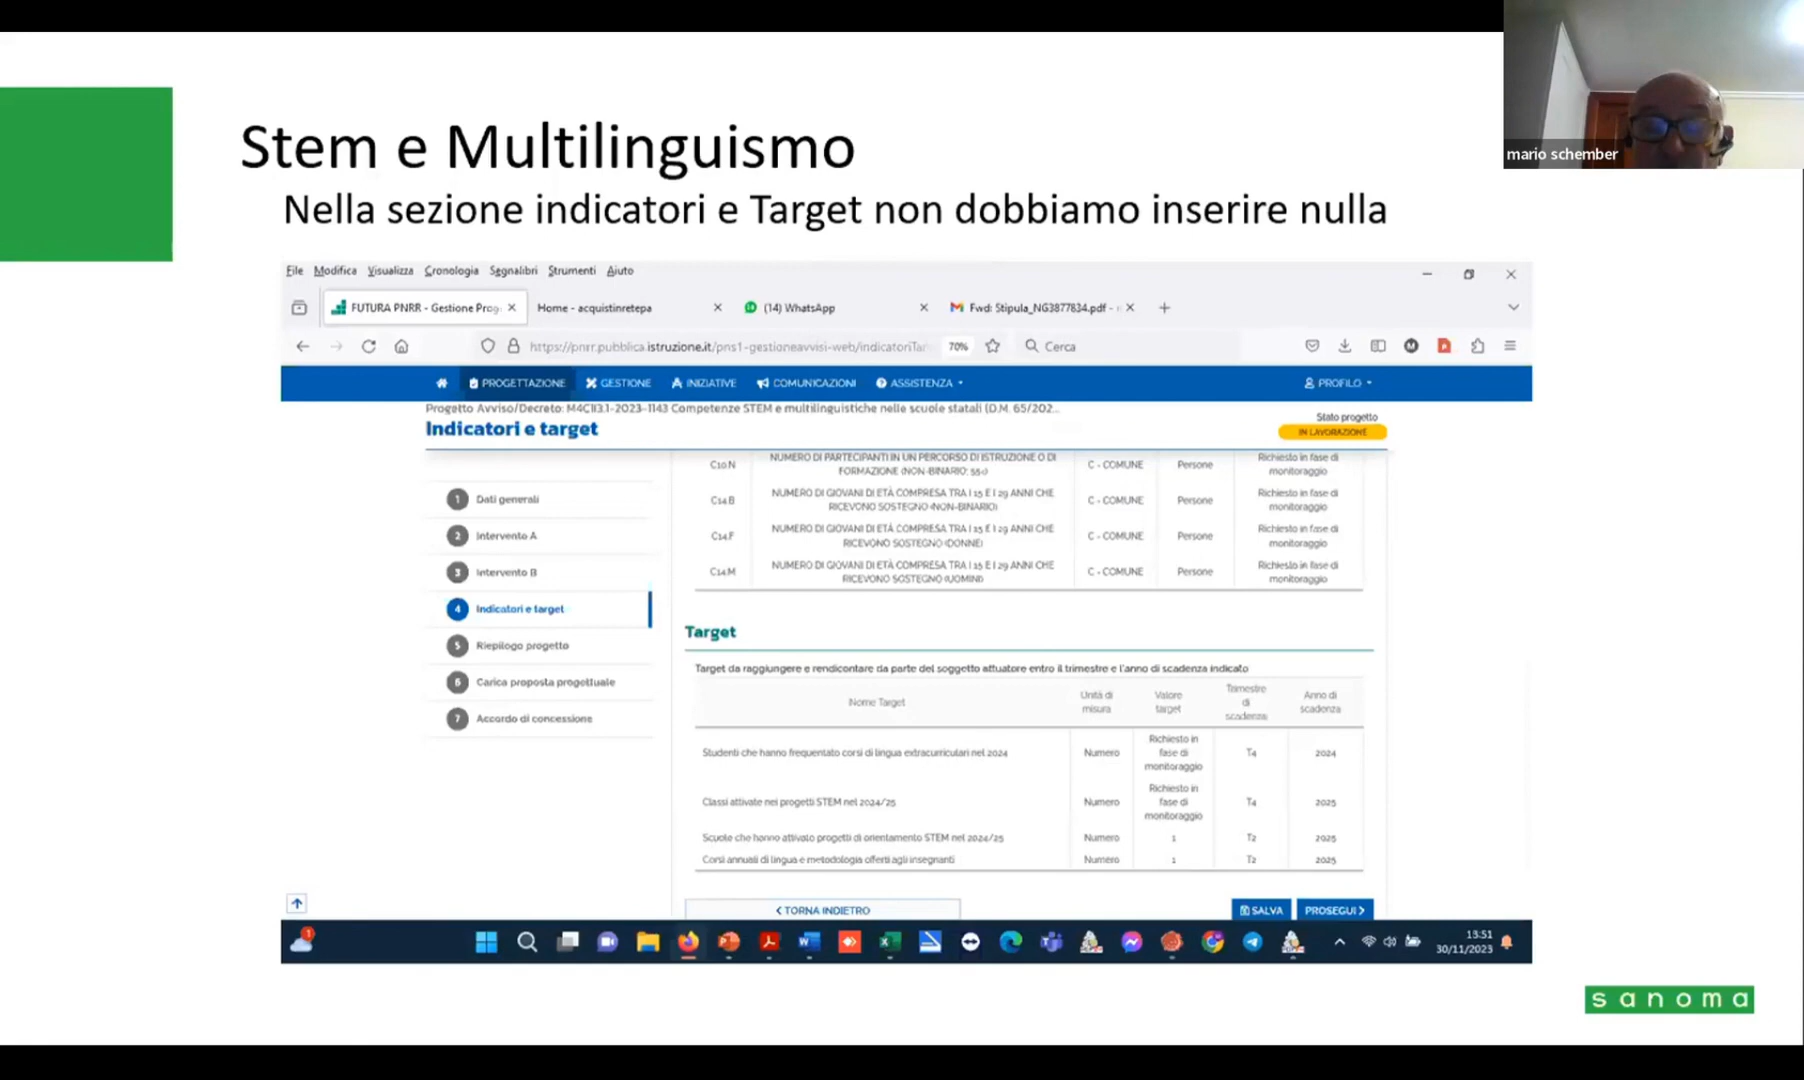 mario schember
Stem e Multilinguismo
Nella sezione indicatori e Target non dobbiamo inserire nulla
File Modifica Visualizza Cronologia Segnalibri Strumenti Aiuto
FUTURA PNRR - Gestione Prog
Home - acquistinretepa
(14) WhatsApp
Fwd: Stipula_NG3877834.pdf -
https://pnrr.pubblica.istruzione.it/pns1-gestioneavvisi-web/indicatoriTar
70%
Cerca
PROGETTAZIONE GESTIONE INIZIATIVE COMUNICAZIONI ASSISTENZA PROFILO
Progetto Avviso/Decreto: M4C1I3.1-2023-1143 Competenze STEM e multilinguistiche nelle scuole statali (D.M. 65/202...
Indicatori e target
Stato progetto
IN LAVORAZIONE
1 Dati generali
2 Intervento A
3 Intervento B
4 Indicatori e target
5 Riepilogo progetto
6 Carica proposta progettuale
7 Accordo di concessione
C10.N NUMERO DI PARTECIPANTI IN UN PERCORSO DI ISTRUZIONE O DI FORMAZIONE (NON-BINARIO; 55<) C - COMUNE Persone Richiesto in fase di monitoraggio
C14.B NUMERO DI GIOVANI DI ETÀ COMPRESA TRA I 15 E I 29 ANNI CHE RICEVONO SOSTEGNO (NON-BINARIO) C - COMUNE Persone Richiesto in fase di monitoraggio
C14.F NUMERO DI GIOVANI DI ETÀ COMPRESA TRA I 15 E I 29 ANNI CHE RICEVONO SOSTEGNO (DONNE) C - COMUNE Persone Richiesto in fase di monitoraggio
C14.M NUMERO DI GIOVANI DI ETÀ COMPRESA TRA I 15 E I 29 ANNI CHE RICEVONO SOSTEGNO (UOMINI) C - COMUNE Persone Richiesto in fase di monitoraggio
Target
Target da raggiungere e rendicontare da parte del soggetto attuatore entro il trimestre e l'anno di scadenza indicato
Nome Target Unità di misura Valore target Trimestre di scadenza Anno di scadenza
Studenti che hanno frequentato corsi di lingua extracurriculari nel 2024 Numero Richiesto in fase di monitoraggio T4 2024
Classi attivate nei progetti STEM nel 2024/25 Numero Richiesto in fase di monitoraggio T4 2025
Scuole che hanno attivato progetti di orientamento STEM nel 2024/25 Numero 1 T2 2025
Corsi annuali di lingua e metodologia offerti agli insegnanti Numero 1 T2 2025
TORNA INDIETRO
SALVA
PROSEGUI
13:51
30/11/2023
sanoma